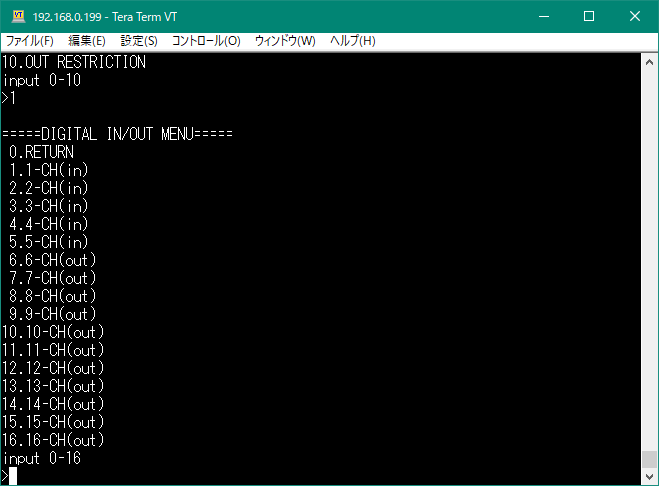 192.168.0.199 - Tera Term VT
ファイル(F) 編集(E) 設定(S) コントロール(O) ウィンドウ(W) ヘルプ(H)
10.OUT RESTRICTION
input 0-10
>1
=====DIGITAL IN/OUT MENU=====
0.RETURN
1.1-CH(in)
2.2-CH(in)
3.3-CH(in)
4.4-CH(in)
5.5-CH(in)
6.6-CH(out)
7.7-CH(out)
8.8-CH(out)
9.9-CH(out)
10.10-CH(out)
11.11-CH(out)
12.12-CH(out)
13.13-CH(out)
14.14-CH(out)
15.15-CH(out)
16.16-CH(out)
input 0-16
>